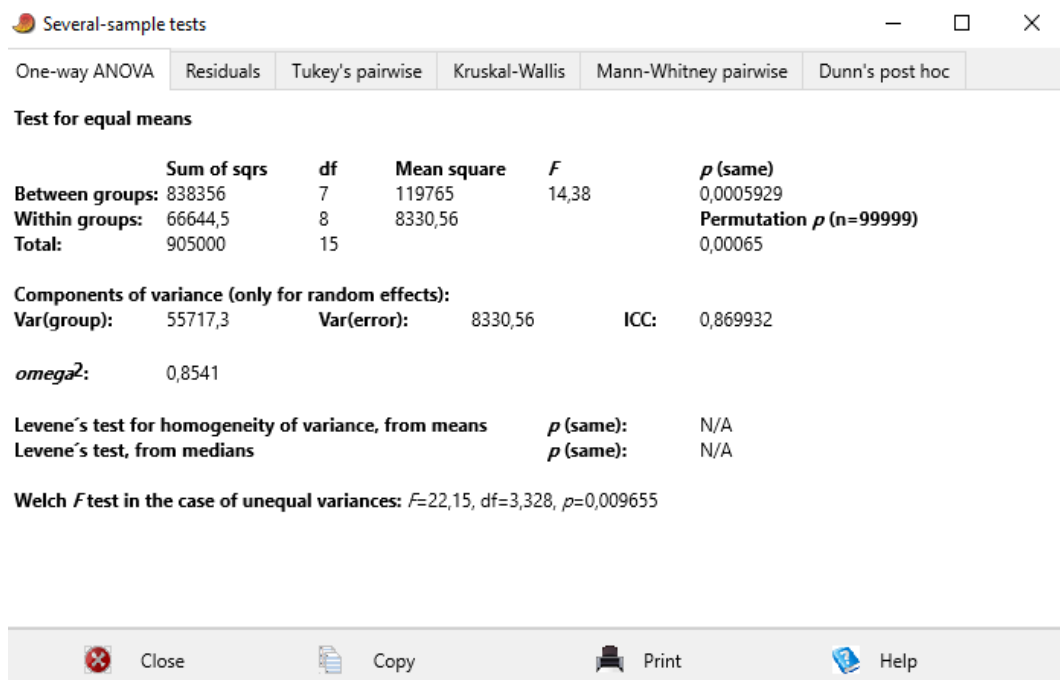 Several-sample tests
One-way ANOVA Residuals Tukey's pairwise Kruskal-Wallis Mann-Whitney pairwise Dunn's post hoc
Test for equal means
Sum of sqrs df Mean square F p (same)
Between groups: 838356 7 119765 14,38 0,0005929
Within groups: 66644,5 8 8330,56 Permutation p (n=99999)
Total: 905000 15 0,00065
Components of variance (only for random effects):
Var(group): 55717,3 Var(error): 8330,56 ICC: 0,869932
omega2: 0,8541
Levene´s test for homogeneity of variance, from means p (same): N/A
Levene´s test, from medians p (same): N/A
Welch F test in the case of unequal variances: F=22,15, df=3,328, p=0,009655
Close Copy Print Help